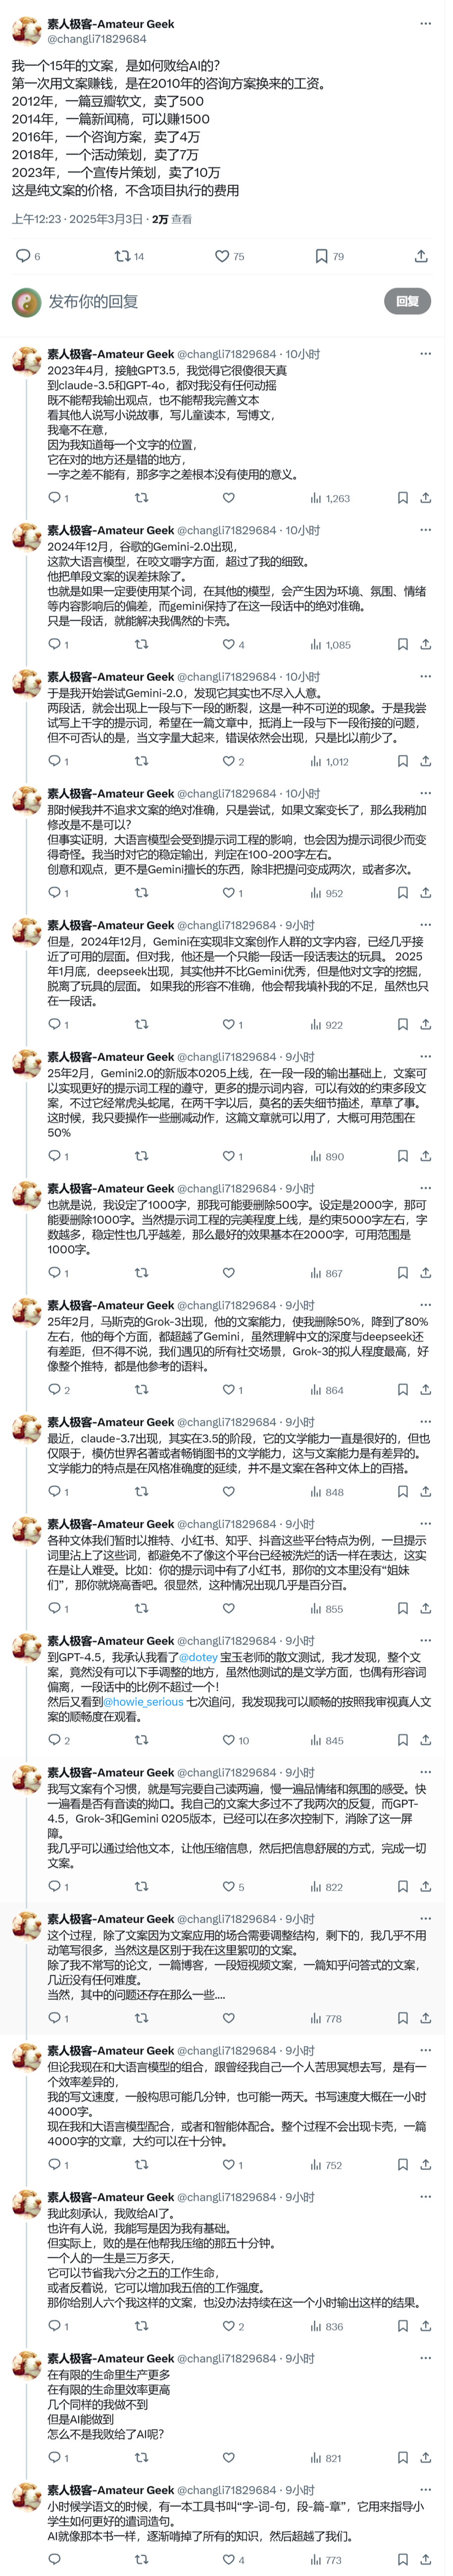 素人极客-Amateur Geek
@changli71829684
我一个15年的文案，是如何败给AI的？
第一次用文案赚钱，是在2010年的咨询方案换来的工资。
2012年，一篇豆瓣软文，卖了500
2014年，一篇新闻稿，可以赚1500
2016年，一个咨询方案，卖了4万
2018年，一个活动策划，卖了7万
2023年，一个宣传片策划，卖了10万
这是纯文案的价格，不含项目执行的费用
上午12:23 · 2025年3月3日 · 2万 查看
6 14 75 79
发布你的回复 回复
素人极客-Amateur Geek @changli71829684 · 10小时
2023年4月，接触GPT3.5，我觉得它很傻很天真
到claude-3.5和GPT-4o，都对我没有任何动摇
既不能帮我输出观点，也不能帮我完善文本
看其他人说写小说故事，写儿童读本，写博文，
我毫不在意，
因为我知道每一个文字的位置，
它在对的地方还是错的地方，
一字之差不能有，那多字之差根本没有使用的意义。
1 1,263
素人极客-Amateur Geek @changli71829684 · 10小时
2024年12月，谷歌的Gemini-2.0出现，
这款大语言模型，在咬文嚼字方面，超过了我的细致。
他把单段文案的误差抹除了。
也就是如果一定要使用某个词，在其他的模型，会产生因为环境、氛围、情绪
等内容影响后的偏差，而gemini保持了在这一段话中的绝对准确。
只是一段话，就能解决我偶然的卡壳。
1 4 1,085
素人极客-Amateur Geek @changli71829684 · 10小时
于是我开始尝试Gemini-2.0，发现它其实也不尽入人意。
两段话，就会出现上一段与下一段的断裂，这是一种不可逆的现象。于是我尝
试写上千字的提示词，希望在一篇文章中，抵消上一段与下一段衔接的问题，
但不可否认的是，当文字量大起来，错误依然会出现，只是比以前少了。
1 2 1,012
素人极客-Amateur Geek @changli71829684 · 10小时
那时候我并不追求文案的绝对准确，只是尝试，如果文案变长了，那么我稍加
修改是不是可以？
但事实证明，大语言模型会受到提示词工程的影响，也会因为提示词很少而变
得奇怪。我当时对它的稳定输出，判定在100-200字左右。
创意和观点，更不是Gemini擅长的东西，除非把提问变成两次，或者多次。
1 1 952
素人极客-Amateur Geek @changli71829684 · 9小时
但是，2024年12月，Gemini在实现非文案创作人群的文字内容，已经几乎接
近了可用的层面。但对我，他还是一个只能一段话一段话表达的玩具。 2025
年1月底，deepseek出现，其实他并不比Gemini优秀，但是他对文字的挖掘，
脱离了玩具的层面。 如果我的形容不准确，他会帮我填补我的不足，虽然也只
在一段话。
1 1 922
素人极客-Amateur Geek @changli71829684 · 9小时
25年2月，Gemini2.0的新版本0205上线，在一段一段的输出基础上，文案可
以实现更好的提示词工程的遵守，更多的提示词内容，可以有效的约束多段文
案，不过它经常虎头蛇尾，在两千字以后，莫名的丢失细节描述，草草了事。
这时候，我只要操作一些删减动作，这篇文章就可以用了，大概可用范围在
50%
1 1 890
素人极客-Amateur Geek @changli71829684 · 9小时
也就是说，我设定了1000字，那我可能要删除500字。设定是2000字，那可
能要删除1000字。当然提示词工程的完美程度上线，是约束5000字左右，字
数越多，稳定性也几乎越差，那么最好的效果基本在2000字，可用范围是
1000字。
1 867
素人极客-Amateur Geek @changli71829684 · 9小时
25年2月，马斯克的Grok-3出现，他的文案能力，使我删除50%，降到了80%
左右，他的每个方面，都超越了Gemini，虽然理解中文的深度与deepseek还
有差距，但不得不说，我们遇见的所有社交场景，Grok-3的拟人程度最高，好
像整个推特，都是他参考的语料。
2 1 864
素人极客-Amateur Geek @changli71829684 · 9小时
最近，claude-3.7出现，其实在3.5的阶段，它的文学能力一直是很好的，但也
仅限于，模仿世界名著或者畅销图书的文学能力，这与文案能力是有差异的。
文学能力的特点是在风格准确度的延续，并不是文案在各种文体上的百搭。
1 848
素人极客-Amateur Geek @changli71829684 · 9小时
各种文体我们暂时以推特、小红书、知乎、抖音这些平台特点为例，一旦提示
词里沾上了这些词，都避免不了像这个平台已经被洗烂的话一样在表达，这实
在是让人难受。比如：你的提示词中有了小红书，那你的文本里没有“姐妹
们”，那你就烧高香吧。很显然，这种情况出现几乎是百分百。
1 855
素人极客-Amateur Geek @changli71829684 · 9小时
到GPT-4.5，我承认我看了@dotey 宝玉老师的散文测试，我才发现，整个文
案，竟然没有可以下手调整的地方，虽然他测试的是文学方面，也偶有形容词
偏离，一段话中的比例不超过一个！
然后又看到@howie_serious 七次追问，我发现我可以顺畅的按照我审视真人文
案的顺畅度在观看。
2 10 845
素人极客-Amateur Geek @changli71829684 · 9小时
我写文案有个习惯，就是写完要自己读两遍，慢一遍品情绪和氛围的感受。快
一遍看是否有音读的拗口。我自己的文案大多过不了我两次的反复，而GPT-
4.5，Grok-3和Gemini 0205版本，已经可以在多次控制下，消除了这一屏
障。
我几乎可以通过给他文本，让他压缩信息，然后把信息舒展的方式，完成一切
文案。
1 5 822
素人极客-Amateur Geek @changli71829684 · 9小时
这个过程，除了文案因为文案应用的场合需要调整结构，剩下的，我几乎不用
动笔写很多，当然这是区别于我在这里絮叨的文案。
除了我不常写的论文，一篇博客，一段短视频文案，一篇知乎问答式的文案，
几近没有任何难度。
当然，其中的问题还存在那么一些....
1 778
素人极客-Amateur Geek @changli71829684 · 9小时
但论我现在和大语言模型的组合，跟曾经我自己一个人苦思冥想去写，是有一
个效率差异的，
我的写文速度，一般构思可能几分钟，也可能一两天。书写速度大概在一小时
4000字。
现在我和大语言模型配合，或者和智能体配合。整个过程不会出现卡壳，一篇
4000字的文章，大约可以在十分钟。
1 1 752
素人极客-Amateur Geek @changli71829684 · 9小时
我此刻承认，我败给AI了。
也许有人说，我能写是因为我有基础。
但实际上，败的是在他帮我压缩的那五十分钟。
一个人的一生是三万多天，
它可以节省我六分之五的工作生命，
或者反着说，它可以增加我五倍的工作强度。
那你给别人六个我这样的文案，也没办法持续在这一个小时输出这样的结果。
1 2 836
素人极客-Amateur Geek @changli71829684 · 9小时
在有限的生命里生产更多
在有限的生命里效率更高
几个同样的我做不到
但是AI能做到
怎么不是我败给了AI呢？
1 821
素人极客-Amateur Geek @changli71829684 · 9小时
小时候学语文的时候，有一本工具书叫“字-词-句，段-篇-章”，它用来指导小
学生如何更好的遣词造句。
AI就像那本书一样，逐渐啃掉了所有的知识，然后超越了我们。
4 773